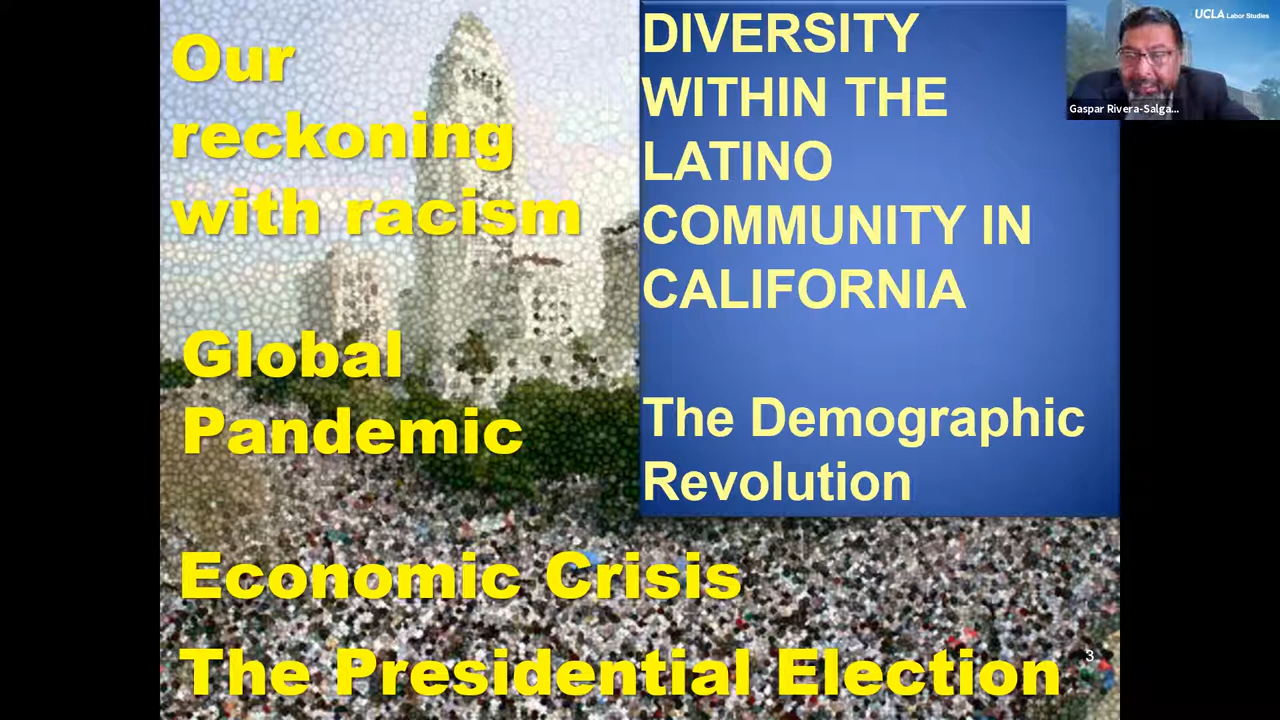 Our
reckoning
with racism
Global
Pandemic
Economic Crisis
The Presidential Election
DIVERSITY
WITHIN THE
LATINO
COMMUNITY IN
CALIFORNIA
The Demographic
Revolution
3
UCLA Labor Studies
Gaspar Rivera-Salga...